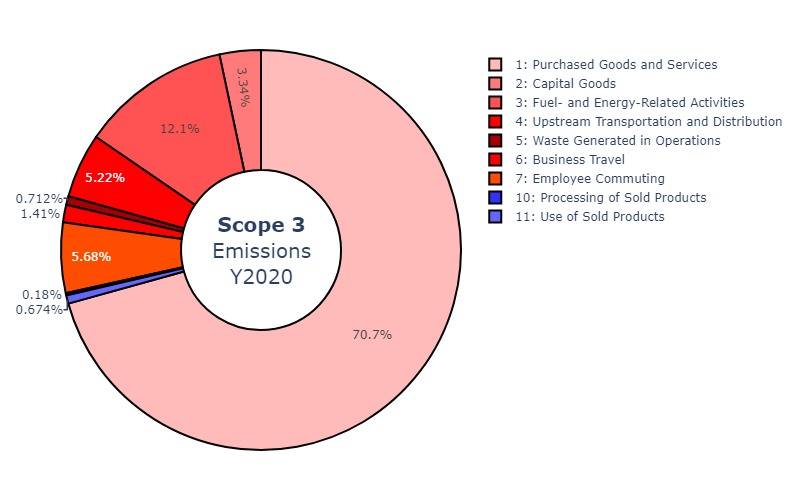 3.34%
12.1%
5.22%
0.712%
1.41%
5.68%
0.18%
0.674%
70.7%
Scope 3
Emissions
Y2020
1: Purchased Goods and Services
2: Capital Goods
3: Fuel- and Energy-Related Activities
4: Upstream Transportation and Distribution
5: Waste Generated in Operations
6: Business Travel
7: Employee Commuting
10: Processing of Sold Products
11: Use of Sold Products